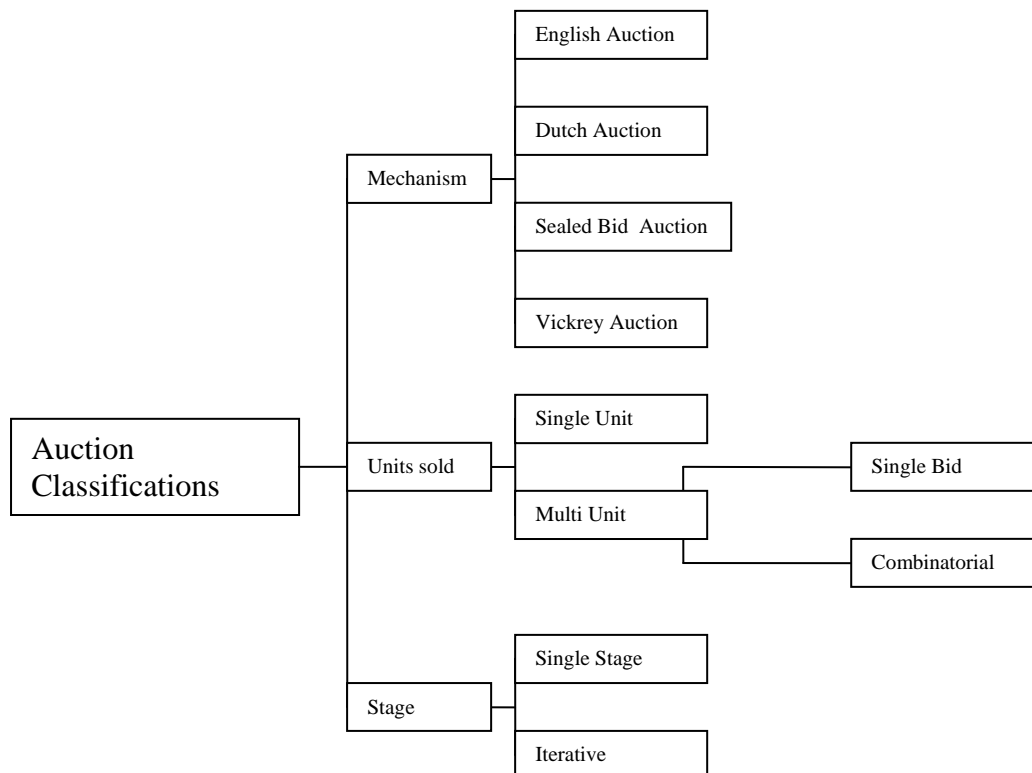 Auction
Classifications
Mechanism
English Auction
Dutch Auction
Sealed Bid  Auction
Vickrey Auction
Units sold
Single Unit
Multi Unit
Single Bid
Combinatorial
Stage
Single Stage
Iterative